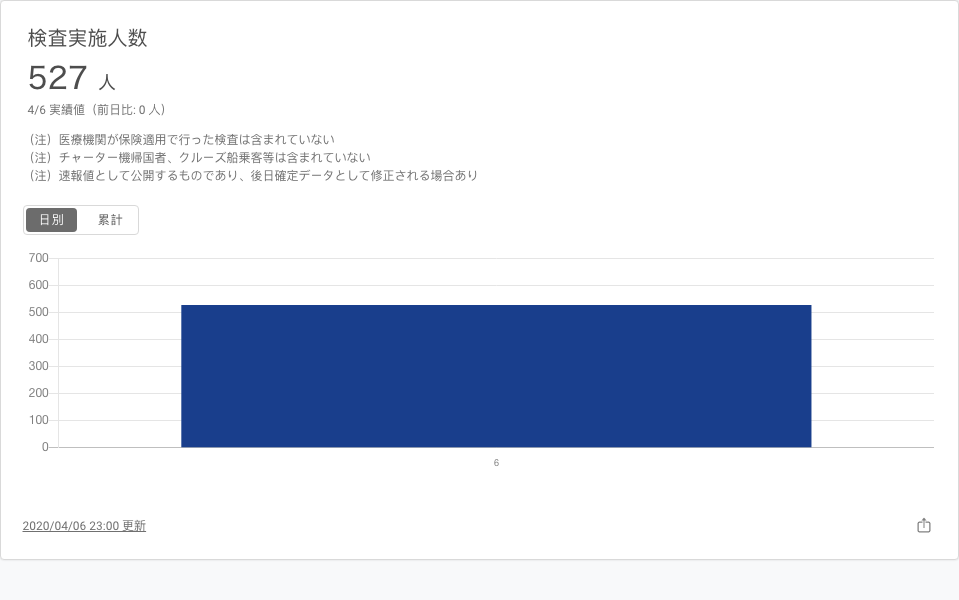 検査実施人数
527 人
4/6 実績値（前日比: 0 人）
（注）医療機関が保険適用で行った検査は含まれていない
（注）チャーター機帰国者、クルーズ船乗客等は含まれていない
（注）速報値として公開するものであり、後日確定データとして修正される場合あり
日別 累計
700
600
500
400
300
200
100
0
6
2020/04/06 23:00 更新